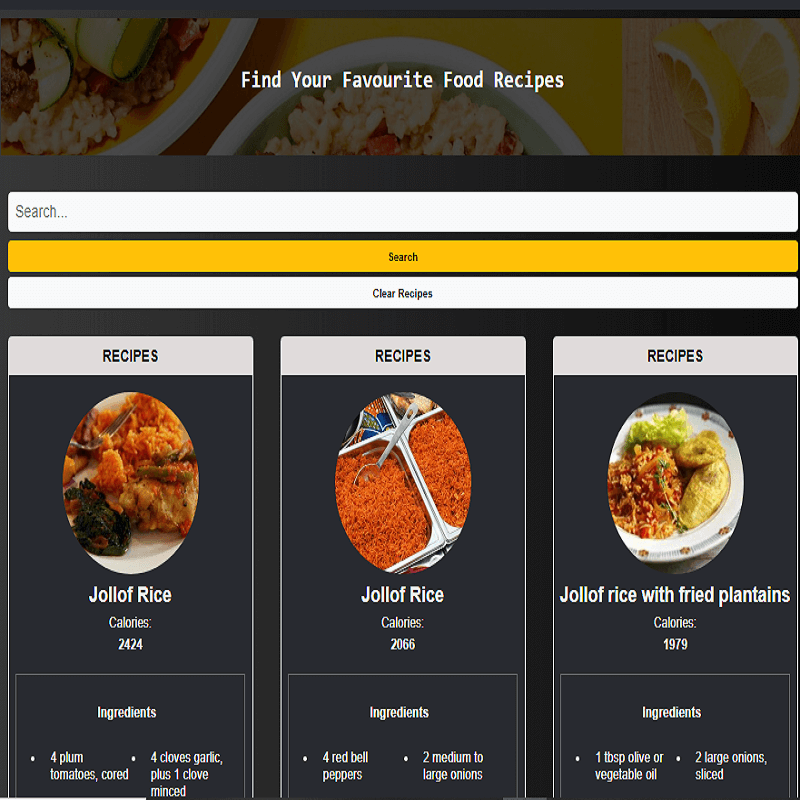 Find Your Favourite Food Recipes
Search...
Search
Clear Recipes
RECIPES
Jollof Rice
Calories:
2424
Ingredients
4 plum
tomatoes, cored
4 cloves garlic,
plus 1 clove
minced
RECIPES
Jollof Rice
Calories:
2066
Ingredients
4 red bell
peppers
2 medium to
large onions
RECIPES
Jollof rice with fried plantains
Calories:
1979
Ingredients
1 tbsp olive or
vegetable oil
2 large onions,
sliced